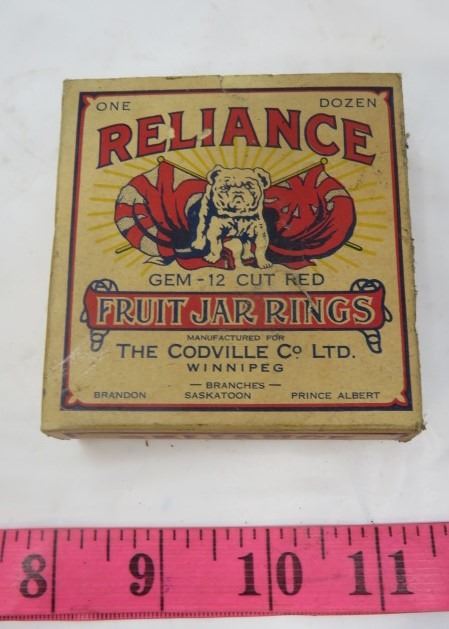 ONE DOZEN
RELIANCE
GEM - 12 CUT RED
FRUIT JAR RINGS
MANUFACTURED FOR
THE CODVILLE Co LTD.
WINNIPEG
— BRANCHES —
BRANDON SASKATOON PRINCE ALBERT
8 9 10 11